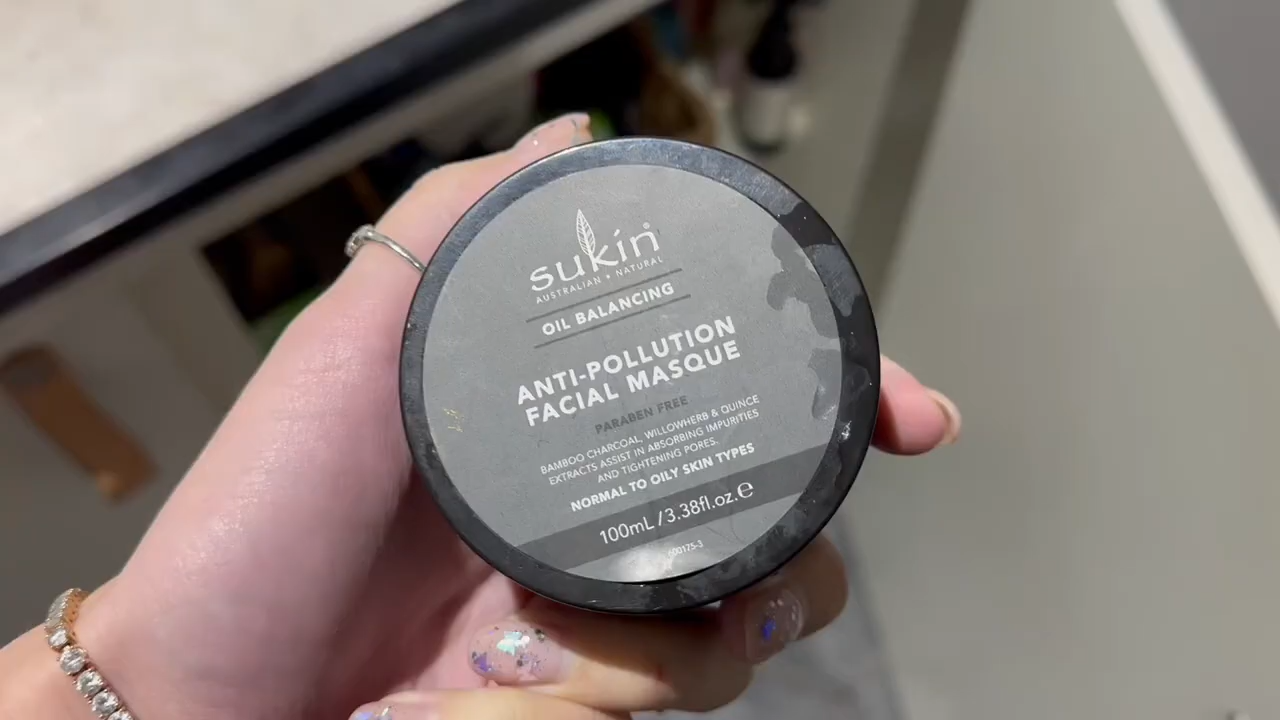 sukin
AUSTRALIAN • NATURAL
OIL BALANCING
ANTI-POLLUTION
FACIAL MASQUE
PARABEN FREE
BAMBOO CHARCOAL, WILLOWHERB & QUINCE
EXTRACTS ASSIST IN ABSORBING IMPURITIES
AND TIGHTENING PORES.
NORMAL TO OILY SKIN TYPES
100mL / 3.38fl.oz.℮
600175-3